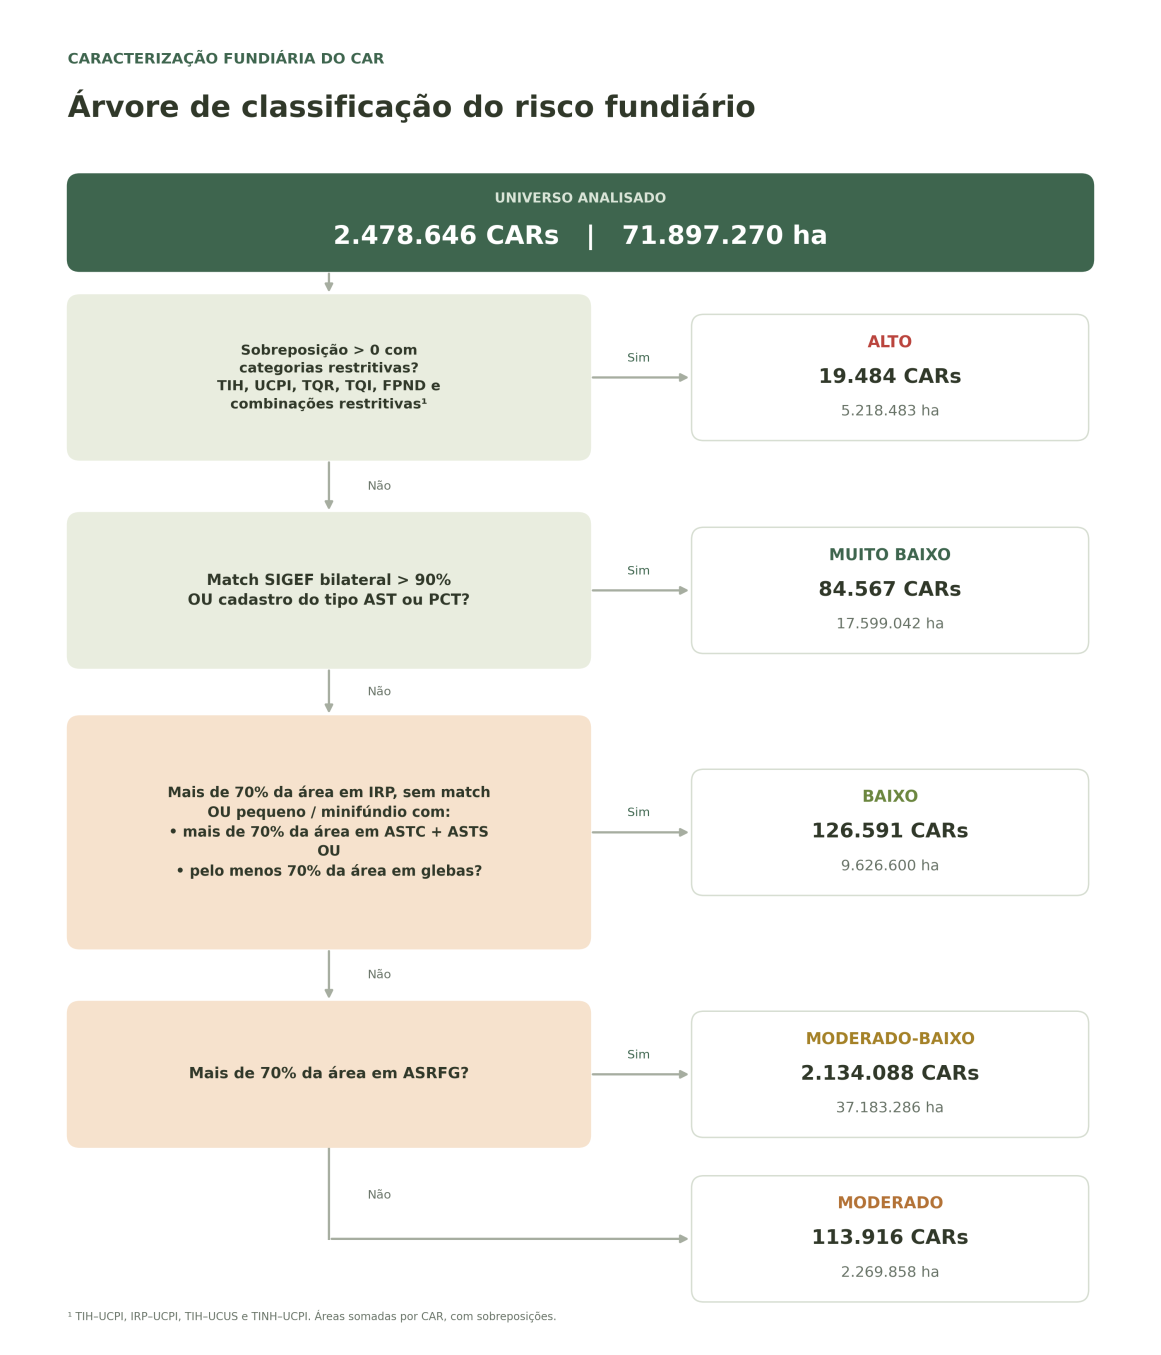 CARACTERIZAÇÃO FUNDIÁRIA DO CAR
Árvore de classificação do risco fundiário
UNIVERSO ANALISADO
2.478.646 CARs | 71.897.270 ha
Sobreposição > 0 com
categorias restritivas?
TIH, UCPI, TQR, TQI, FPND e
combinações restritivas¹
Sim
ALTO
19.484 CARs
5.218.483 ha
Não
Match SIGEF bilateral > 90%
OU cadastro do tipo AST ou PCT?
Sim
MUITO BAIXO
84.567 CARs
17.599.042 ha
Não
Mais de 70% da área em IRP, sem match
OU pequeno / minifúndio com:
• mais de 70% da área em ASTC + ASTS
OU
• pelo menos 70% da área em glebas?
Sim
BAIXO
126.591 CARs
9.626.600 ha
Não
Mais de 70% da área em ASRFG?
Sim
MODERADO-BAIXO
2.134.088 CARs
37.183.286 ha
Não
MODERADO
113.916 CARs
2.269.858 ha
¹ TIH–UCPI, IRP–UCPI, TIH–UCUS e TINH–UCPI. Áreas somadas por CAR, com sobreposições.